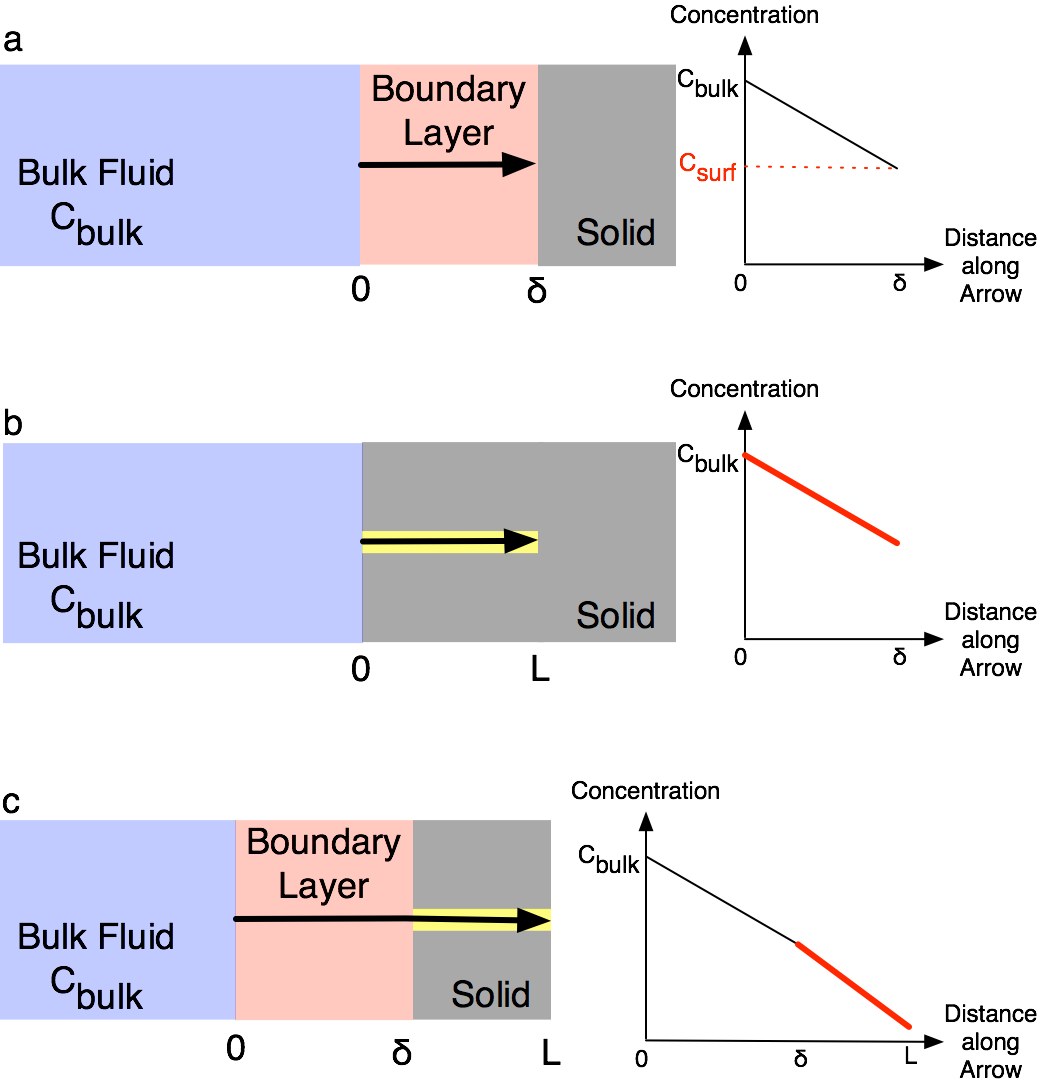 a
Boundary
Layer
Bulk Fluid
Cbulk
Solid
0
δ
Concentration
Cbulk
Csurf
0
δ
Distance
along
Arrow
b
Bulk Fluid
Cbulk
Solid
0
L
Concentration
Cbulk
0
δ
Distance
along
Arrow
c
Boundary
Layer
Bulk Fluid
Cbulk
Solid
0
δ
L
Concentration
Cbulk
0
δ
L
Distance
along
Arrow